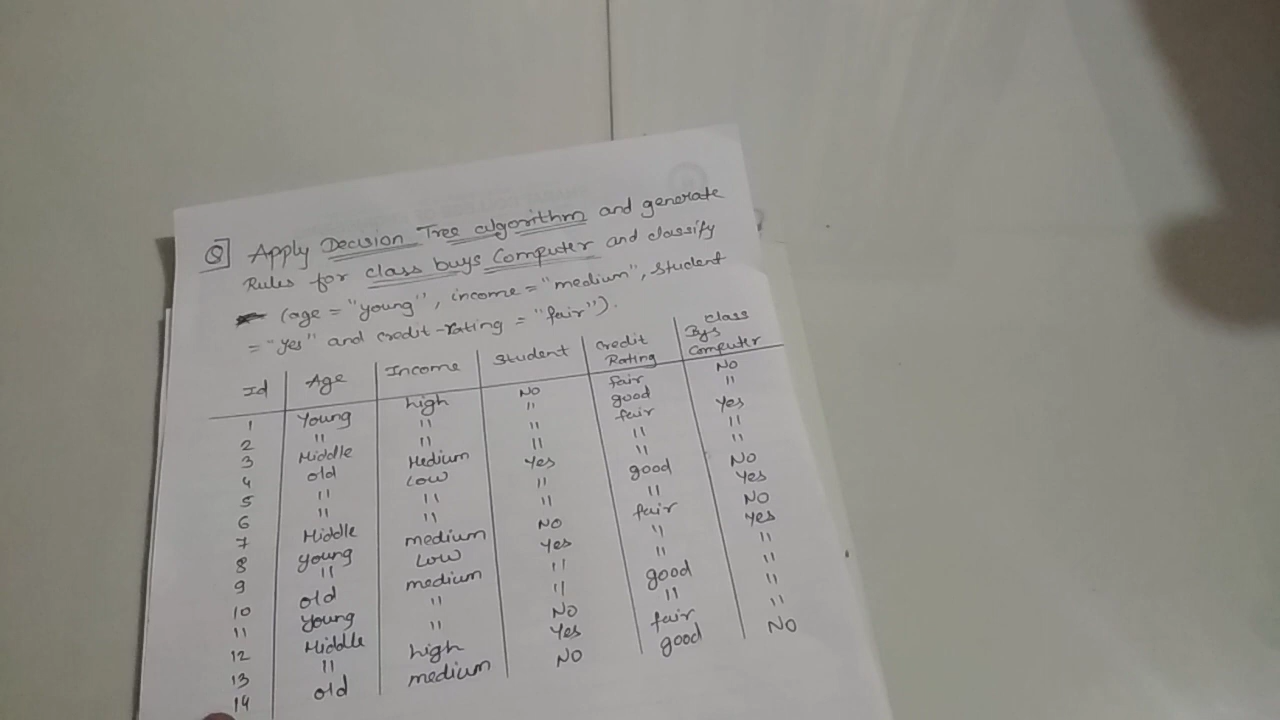 Q] Apply Decision Tree algorithm and generate
Rules for class buys Computer and classify
(age = "young", income = "medium", student
= "yes" and credit-rating = "fair").
Id Age Income Student Credit Rating Class Bys Computer
1 Young high No fair No
2 " " " good "
3 Middle " " fair Yes
4 old Medium " " "
5 " Low Yes " "
6 " " " good No
7 Middle " " " Yes
8 young medium No fair No
9 " Low Yes " Yes
10 old medium " " "
11 young " " good "
12 Middle " No " "
13 " high Yes fair "
14 old medium No good No